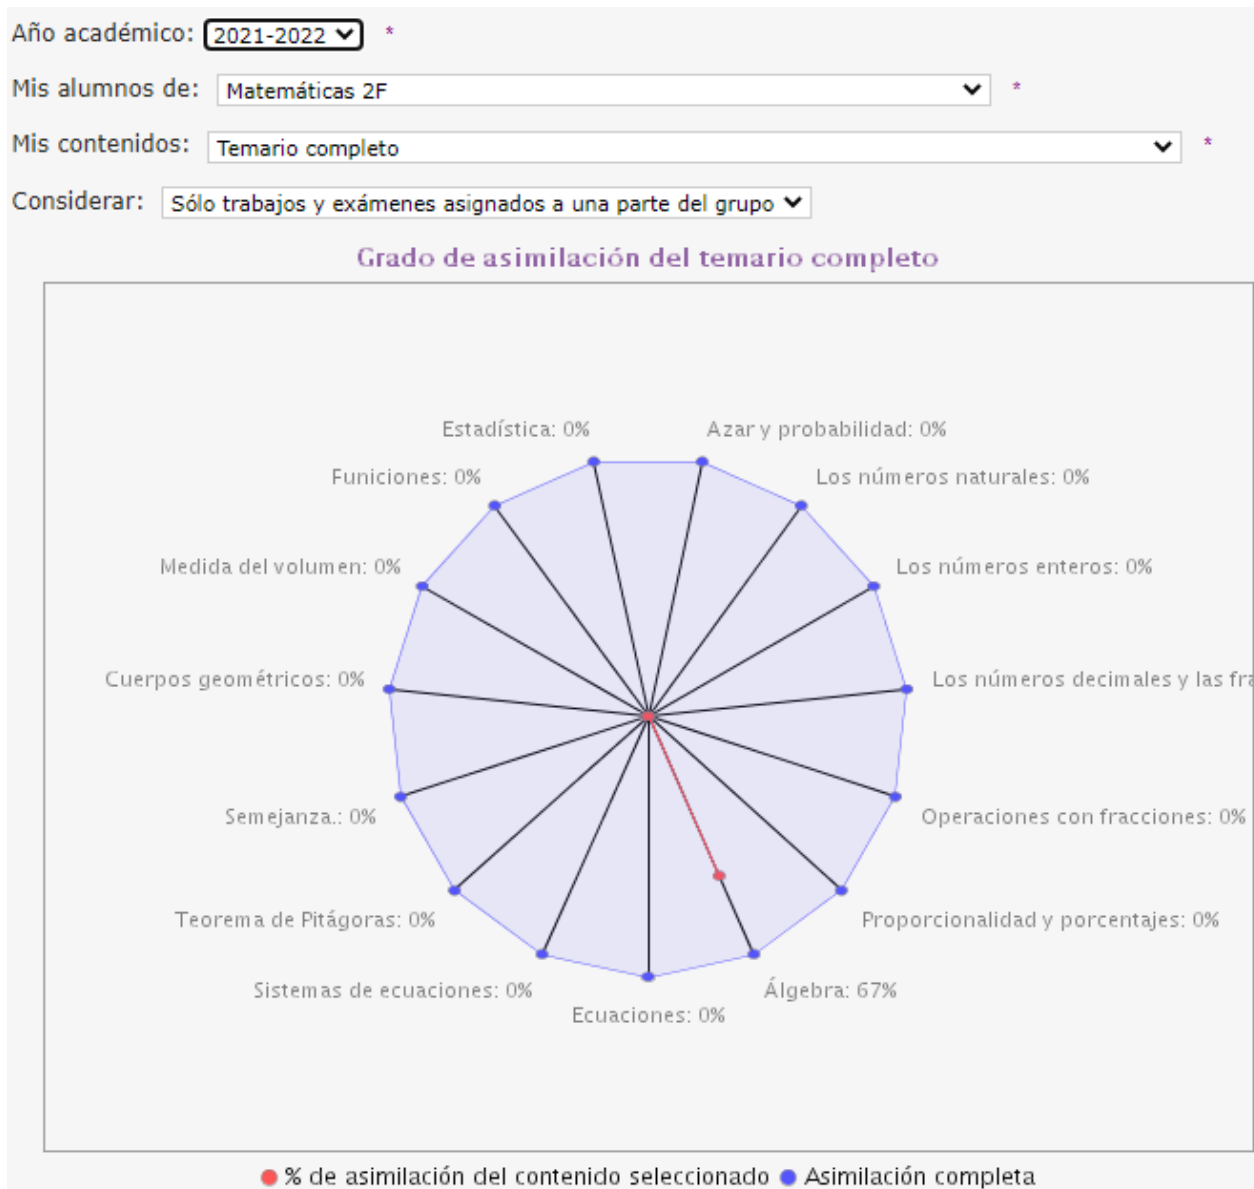 Año académico: 2021-2022 *
Mis alumnos de: Matemáticas 2F *
Mis contenidos: Temario completo *
Considerar: Sólo trabajos y exámenes asignados a una parte del grupo
Grado de asimilación del temario completo
Estadística: 0% Azar y probabilidad: 0%
Funiciones: 0% Los números naturales: 0%
Medida del volumen: 0% Los números enteros: 0%
Cuerpos geométricos: 0% Los números decimales y las
Semejanza.: 0% Operaciones con fracciones: 0%
Teorema de Pitágoras: 0% Proporcionalidad y porcentajes: 0%
Sistemas de ecuaciones: 0% Álgebra: 67%
Ecuaciones: 0%
% de asimilación del contenido seleccionado Asimilación completa